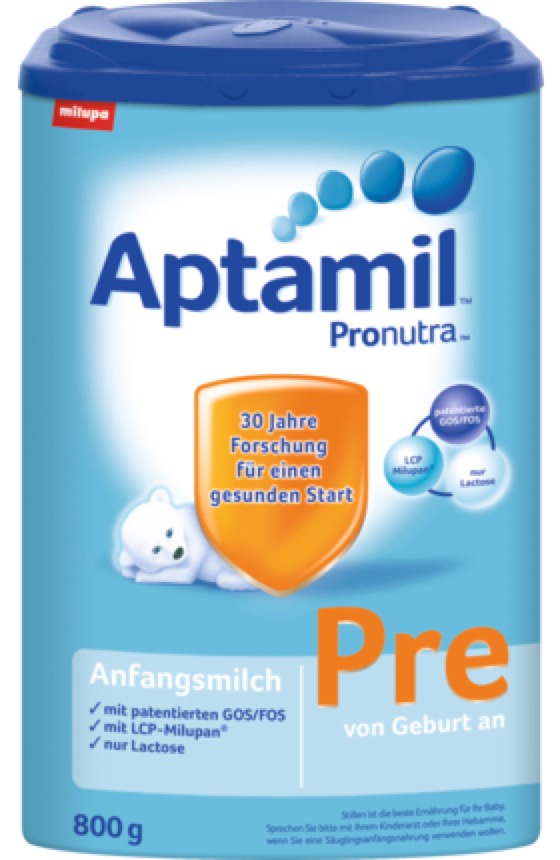 milupa
Aptamil™
Pronutra™
30 Jahre
Forschung
für einen
gesunden Start
patentierte
GOS/FOS
LCP
Milupan®
nur
Lactose
Pre
von Geburt an
Anfangsmilch
✓ mit patentierten GOS/FOS
✓ mit LCP-Milupan®
✓ nur Lactose
800 g
Stillen ist die beste Ernährung für Ihr Baby.
Sprechen Sie bitte mit Ihrem Kinderarzt oder Ihrer Hebamme,
wenn Sie eine Säuglingsanfangsnahrung verwenden wollen.